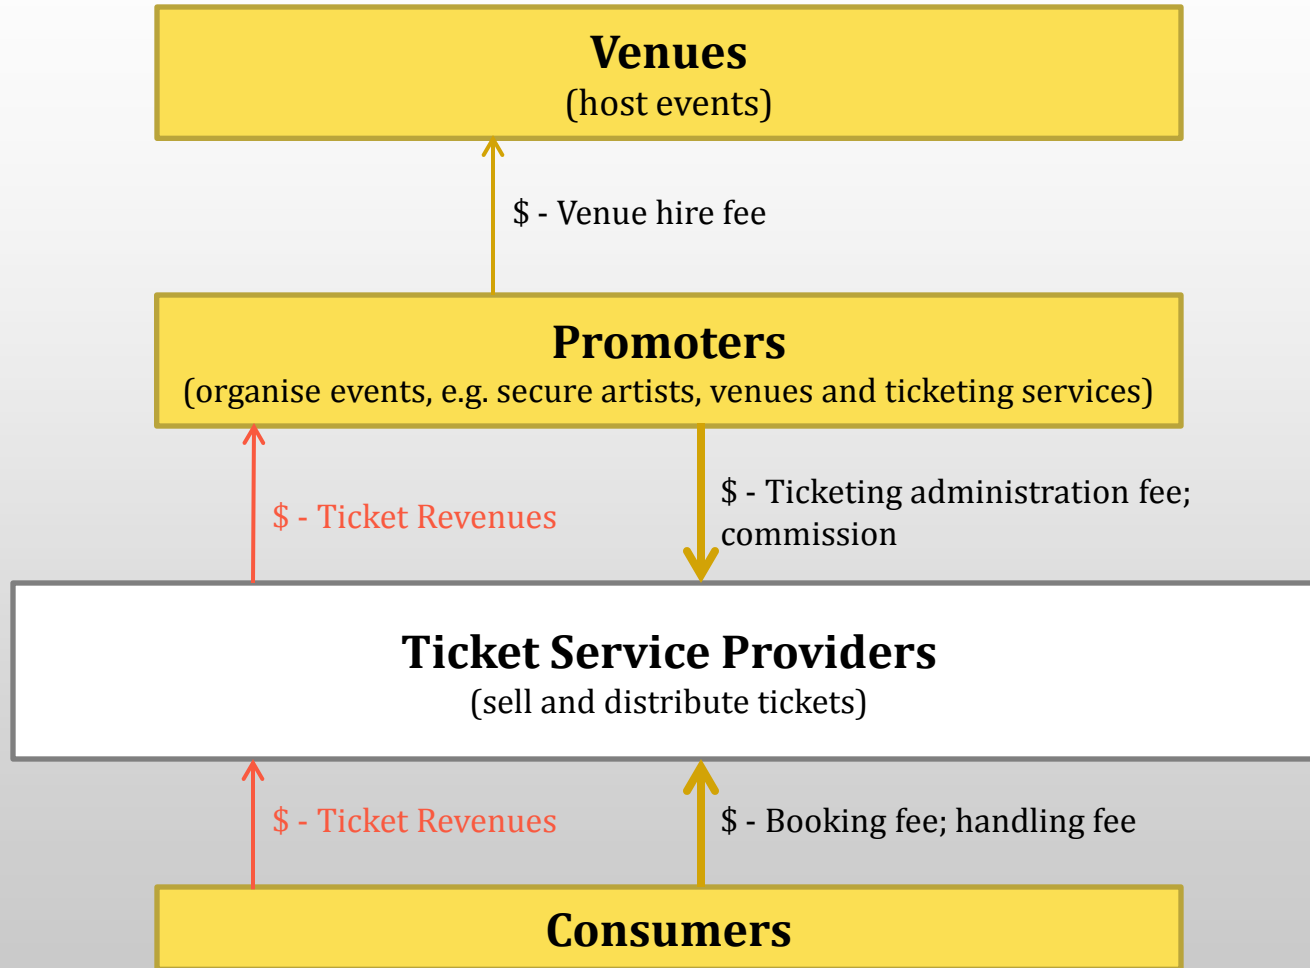 Venues
(host events)
$ - Venue hire fee
Promoters
(organise events, e.g. secure artists, venues and ticketing services)
$ - Ticket Revenues
$ - Ticketing administration fee;
commission
Ticket Service Providers
(sell and distribute tickets)
$ - Ticket Revenues
$ - Booking fee; handling fee
Consumers